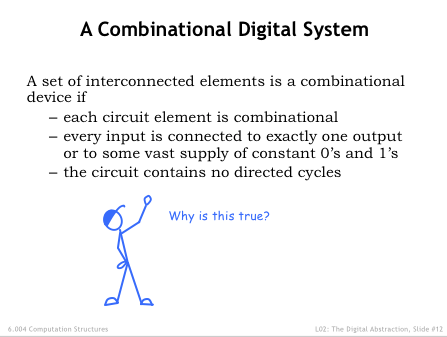 A Combinational Digital System
A set of interconnected elements is a combinational
device if
– each circuit element is combinational
– every input is connected to exactly one output
or to some vast supply of constant 0's and 1's
– the circuit contains no directed cycles
Why is this true?
6.004 Computation Structures
L02: The Digital Abstraction, Slide #12